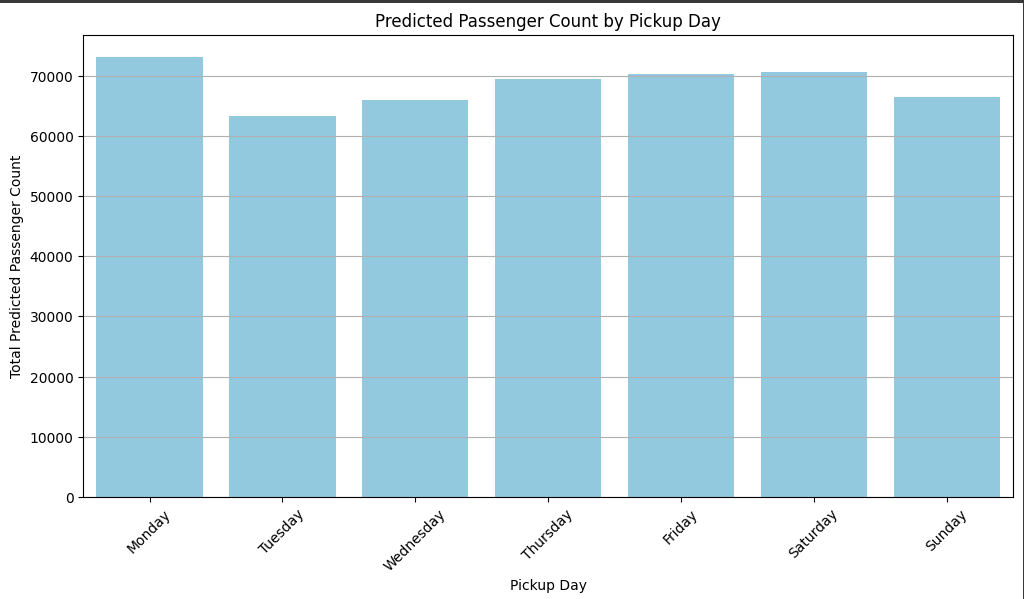 Predicted Passenger Count by Pickup Day
Total Predicted Passenger Count
70000
60000
50000
40000
30000
20000
10000
0
Monday
Tuesday
Wednesday
Thursday
Friday
Saturday
Sunday
Pickup Day